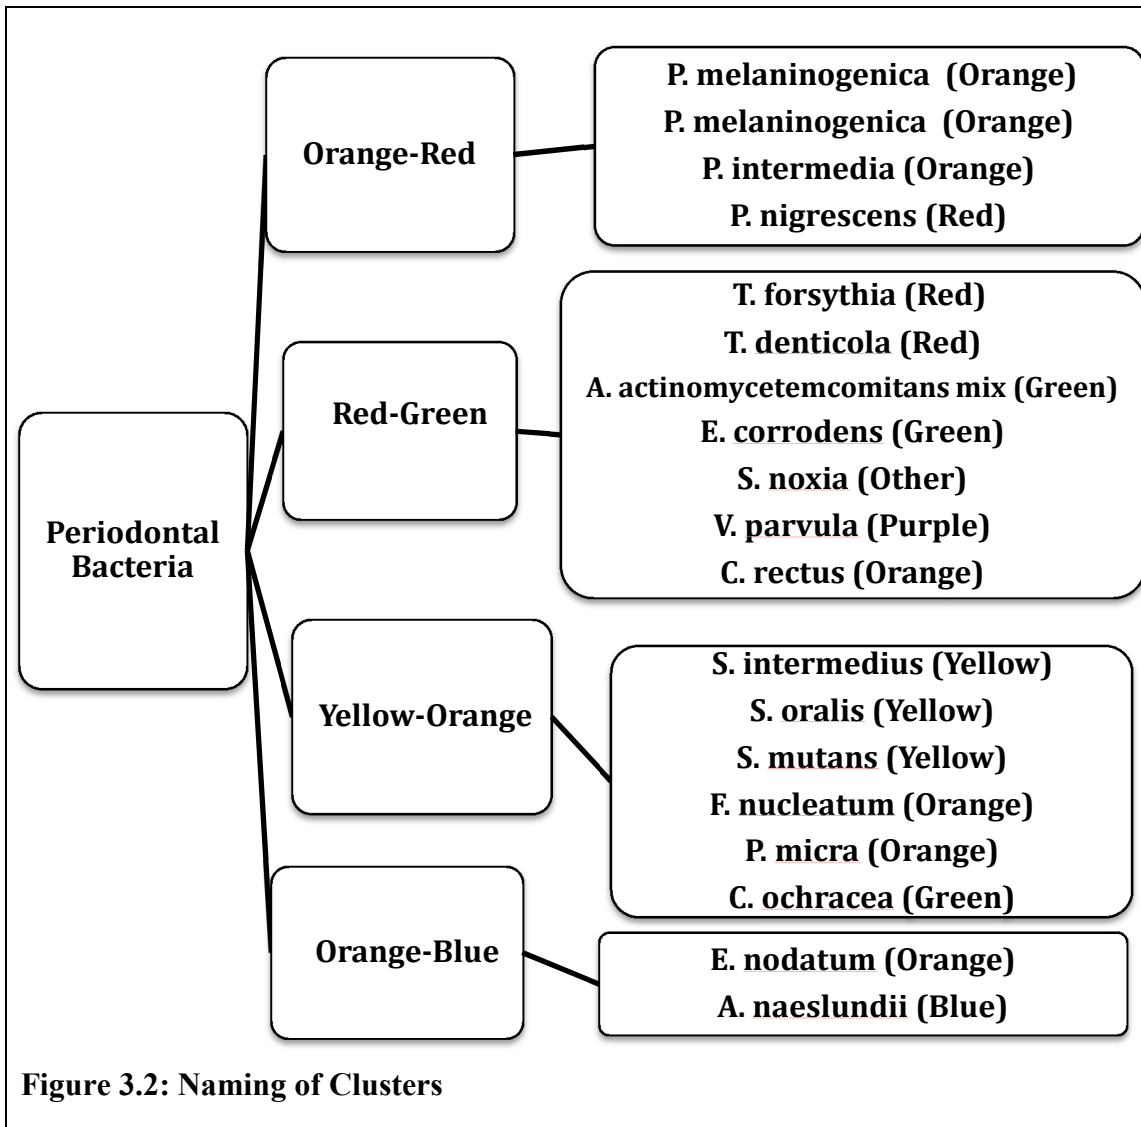 Periodontal
Bacteria
Orange-Red
P. melaninogenica (Orange)
P. melaninogenica (Orange)
P. intermedia (Orange)
P. nigrescens (Red)
Red-Green
T. forsythia (Red)
T. denticola (Red)
A. actinomycetemcomitans mix (Green)
E. corrodens (Green)
S. noxia (Other)
V. parvula (Purple)
C. rectus (Orange)
Yellow-Orange
S. intermedius (Yellow)
S. oralis (Yellow)
S. mutans (Yellow)
F. nucleatum (Orange)
P. micra (Orange)
C. ochracea (Green)
Orange-Blue
E. nodatum (Orange)
A. naeslundii (Blue)
Figure 3.2: Naming of Clusters